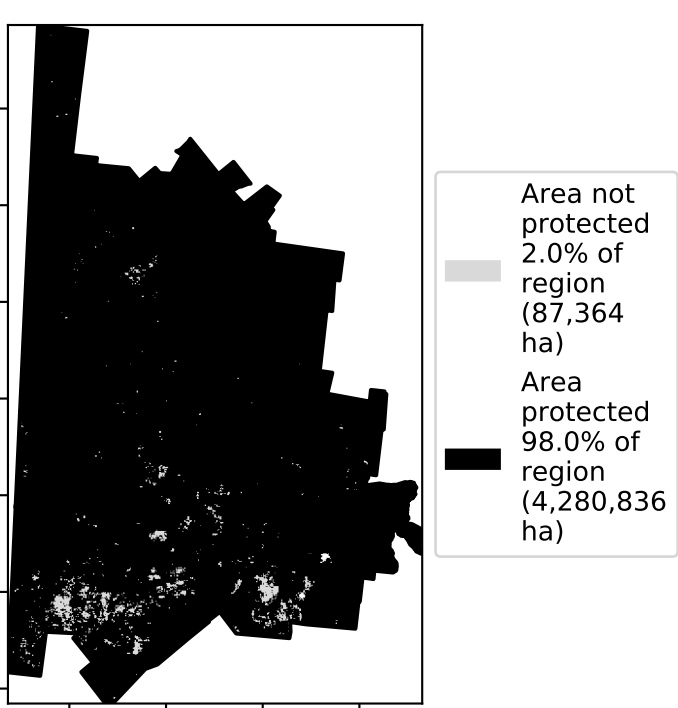 Area not
protected
2.0% of
region
(87,364
ha)
Area
protected
98.0% of
region
(4,280,836
ha)